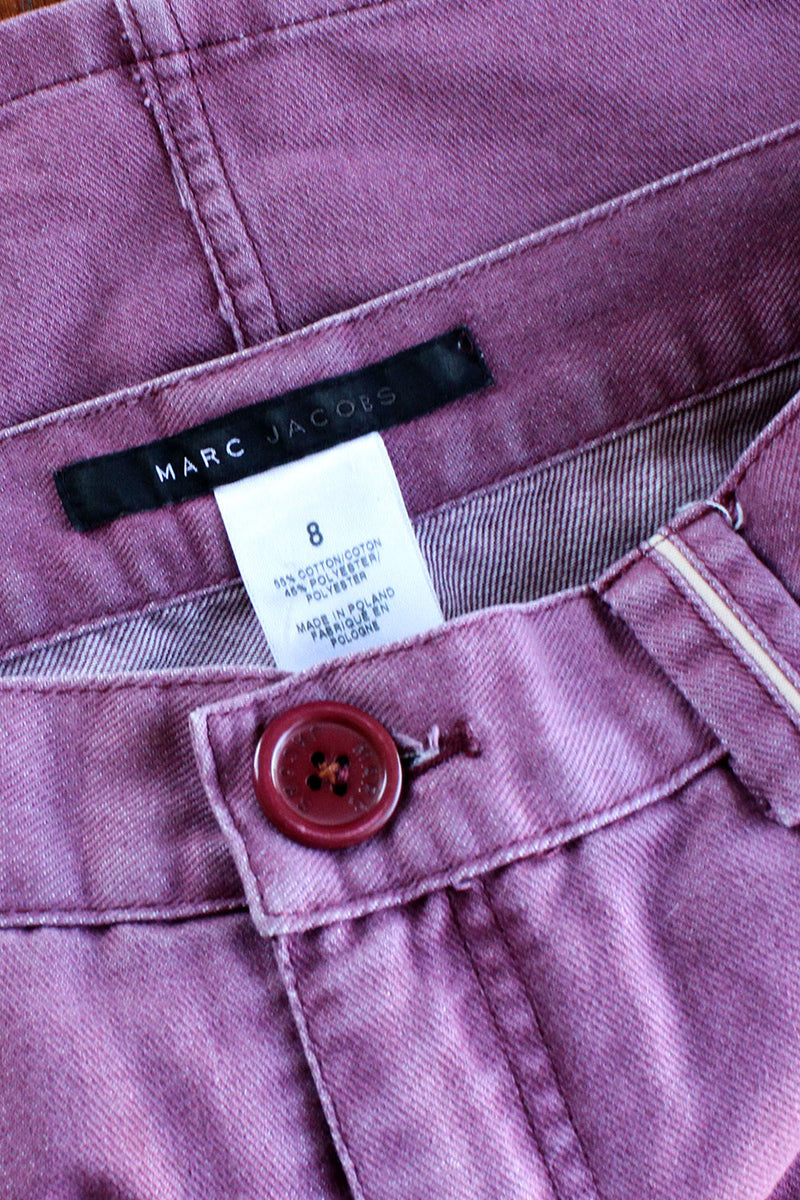 MARC JACOBS
8
55% COTTON/COTON
45% POLYESTER/
POLYESTER
MADE IN POLAND
FABRIQUE EN
POLOGNE